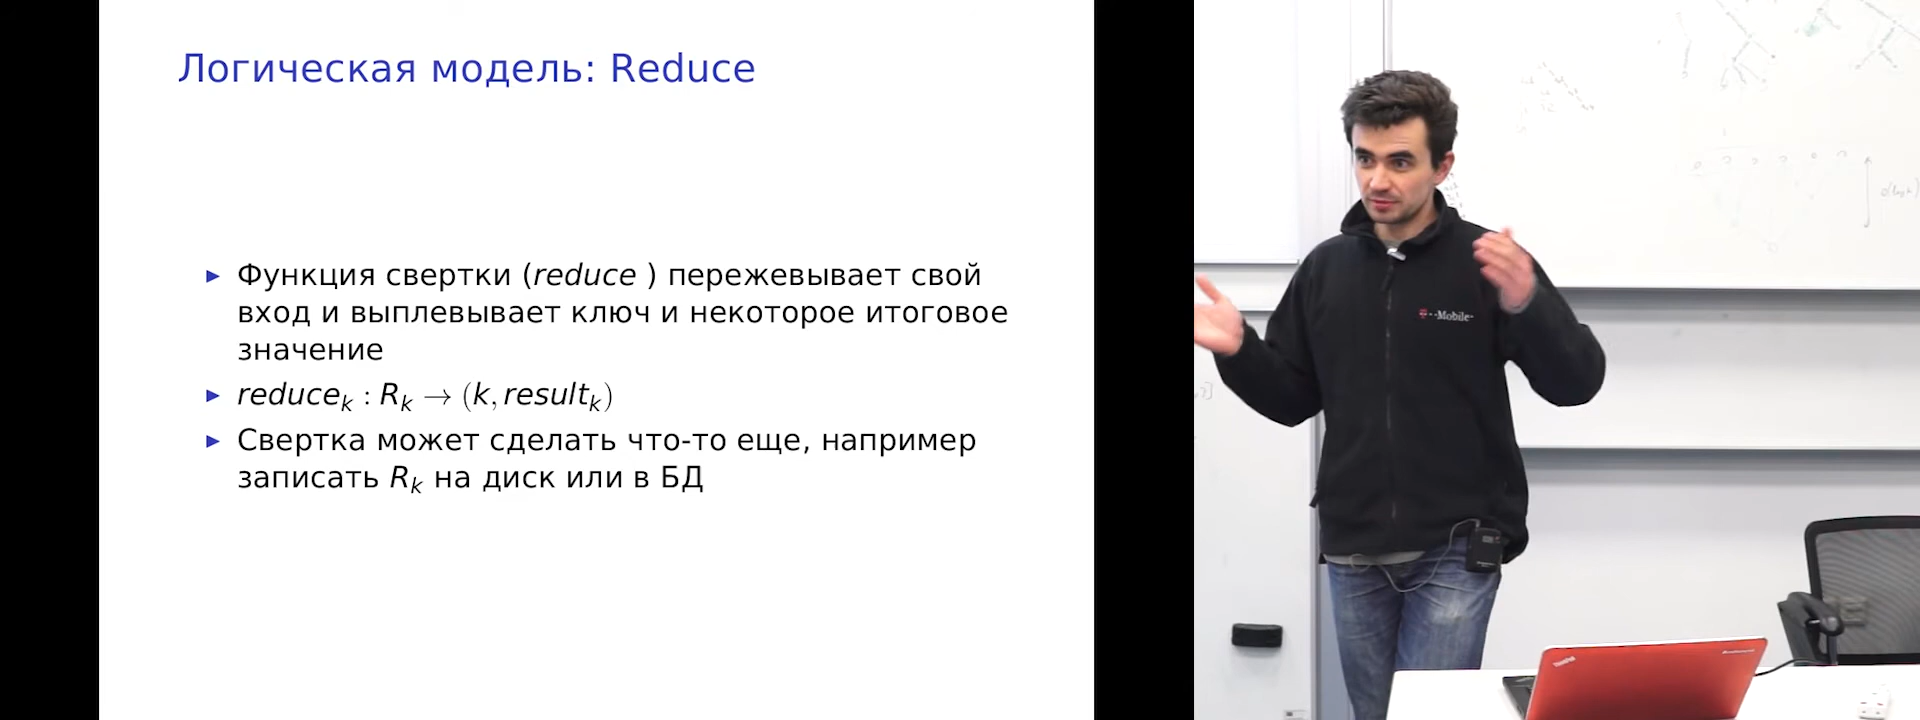 Логическая модель: Reduce
▶ Функция свертки (reduce ) пережевывает свой
вход и выплевывает ключ и некоторое итоговое
значение
▶ reduceₖ : Rₖ → (k, resultₖ)
▶ Свертка может сделать что-то еще, например
записать Rₖ на диск или в БД
T - -Mobile-
ThinkPad